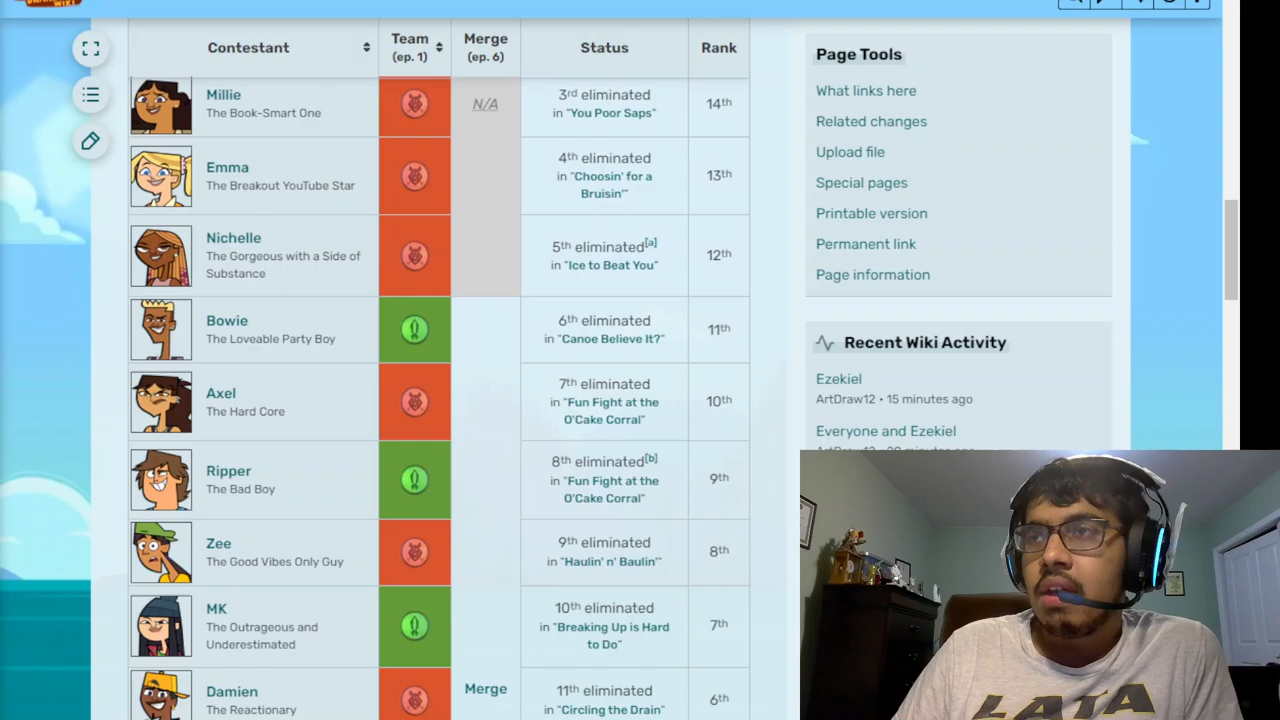 WIKI
Contestant
Team
(ep. 1)
Merge
(ep. 6)
Status
Rank
Millie
The Book-Smart One
N/A
3rd eliminated
in "You Poor Saps"
14th
Emma
The Breakout YouTube Star
4th eliminated
in "Choosin' for a
Bruisin'"
13th
Nichelle
The Gorgeous with a Side of
Substance
5th eliminated[a]
in "Ice to Beat You"
12th
Bowie
The Loveable Party Boy
6th eliminated
in "Canoe Believe It?"
11th
Axel
The Hard Core
7th eliminated
in "Fun Fight at the
O'Cake Corral"
10th
Ripper
The Bad Boy
8th eliminated[b]
in "Fun Fight at the
O'Cake Corral"
9th
Zee
The Good Vibes Only Guy
9th eliminated
in "Haulin' n' Baulin'"
8th
MK
The Outrageous and
Underestimated
10th eliminated
in "Breaking Up is Hard
to Do"
7th
Damien
The Reactionary
Merge
11th eliminated
in "Circling the Drain"
6th
Page Tools
What links here
Related changes
Upload file
Special pages
Printable version
Permanent link
Page information
Recent Wiki Activity
Ezekiel
ArtDraw12 • 15 minutes ago
Everyone and Ezekiel
LATA